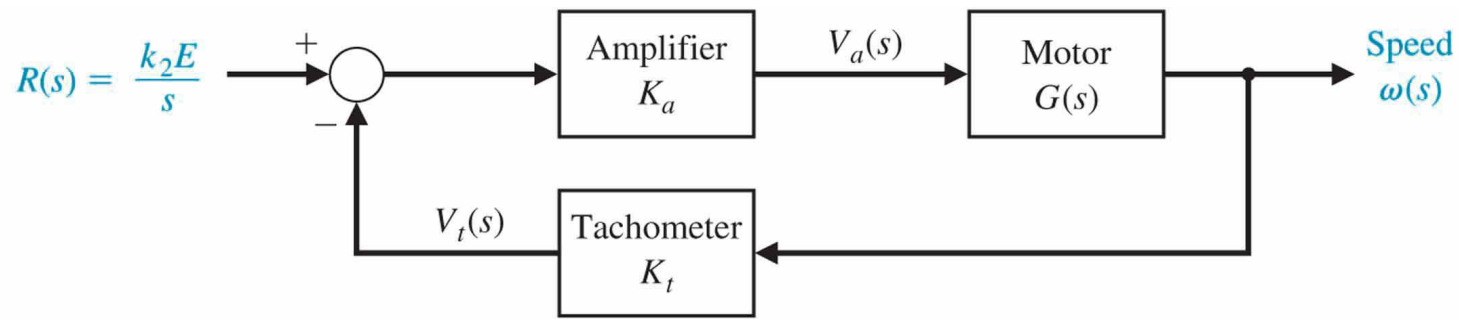 R(s) = k₂E/s
+
−
Amplifier
Kₐ
Vₐ(s)
Motor
G(s)
Speed
ω(s)
Vₜ(s)
Tachometer
Kₜ